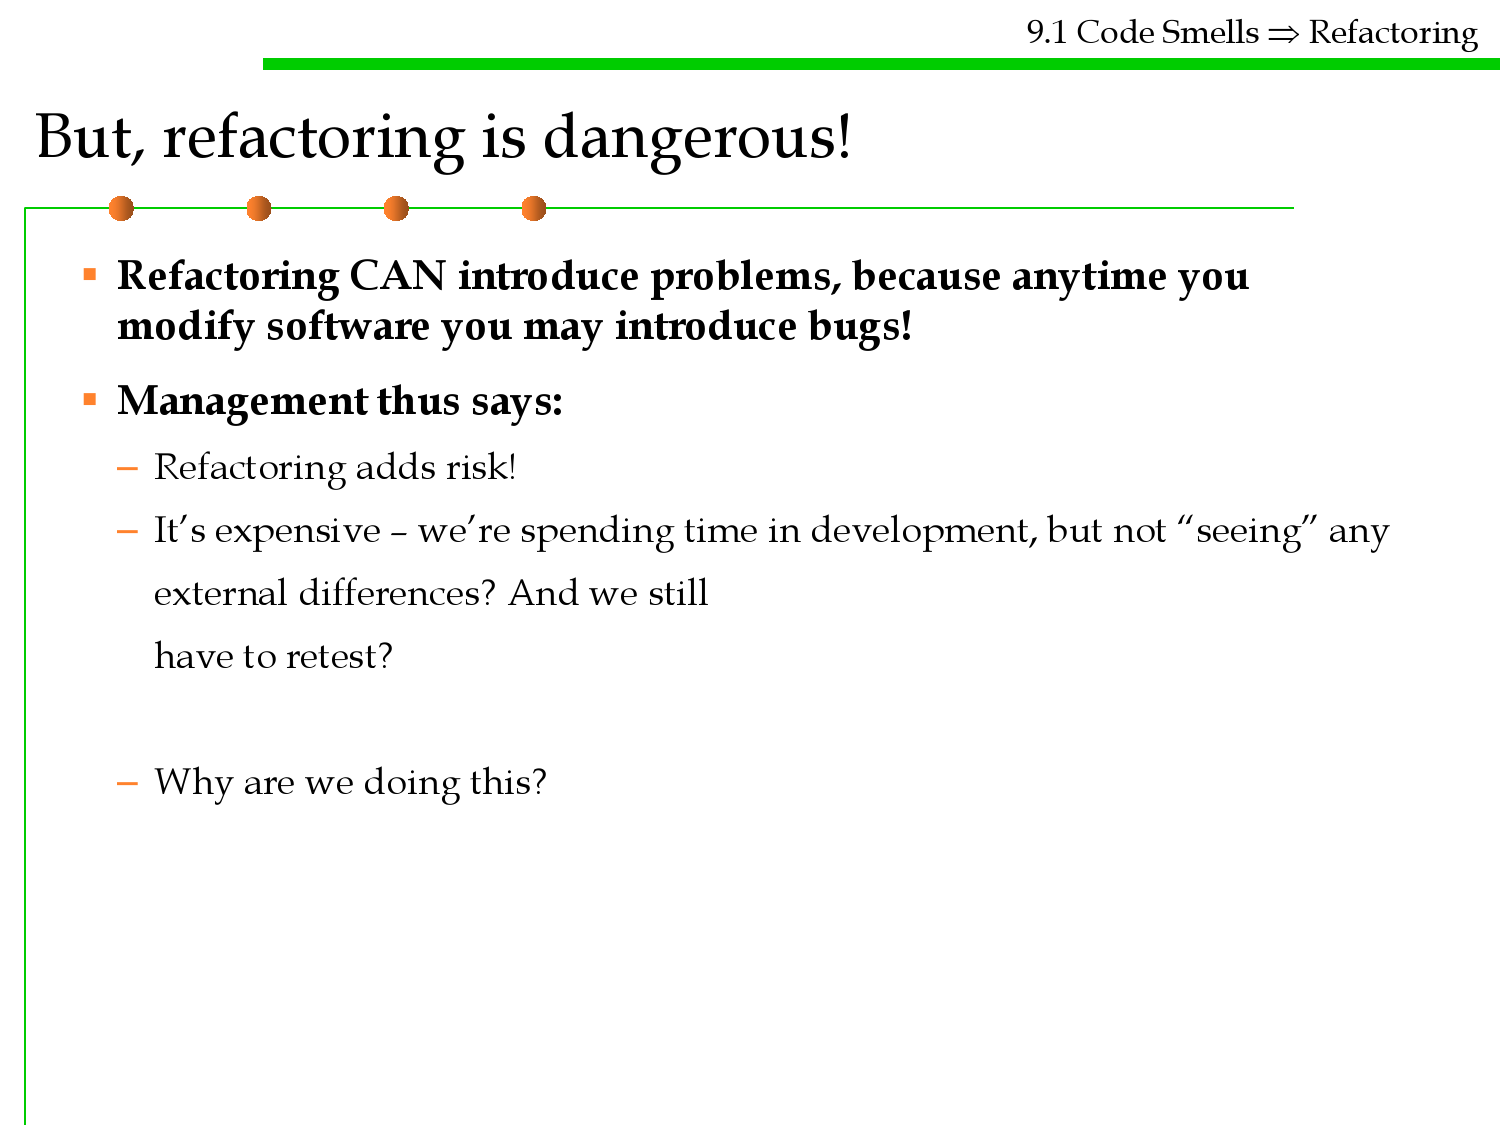 9.1 Code Smells ⇒ Refactoring
But, refactoring is dangerous!
▪ Refactoring CAN introduce problems, because anytime you
modify software you may introduce bugs!
▪ Management thus says:
– Refactoring adds risk!
– It’s expensive – we’re spending time in development, but not “seeing” any
external differences? And we still
have to retest?
– Why are we doing this?